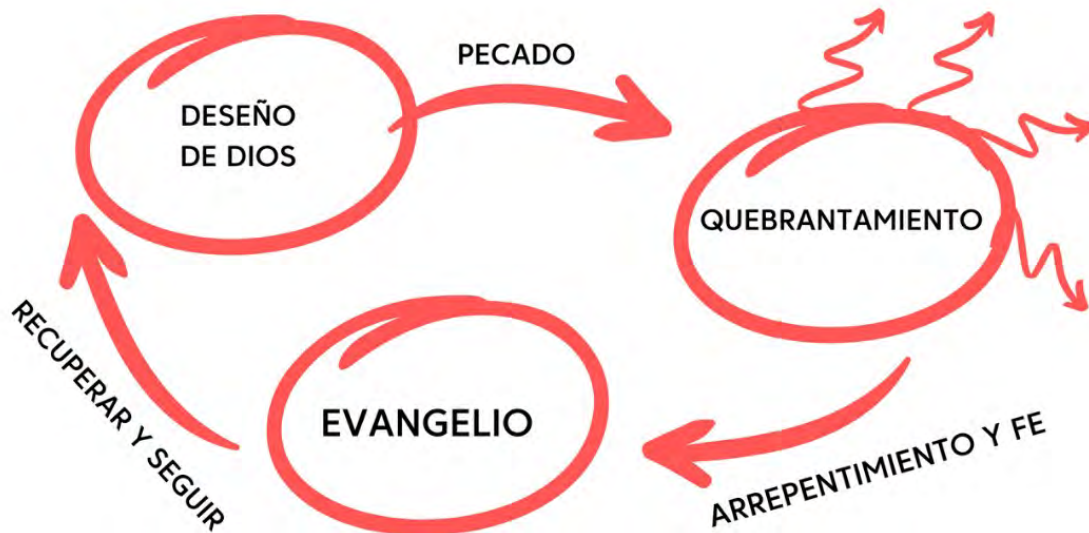 DESEÑO
DE DIOS
PECADO
QUEBRANTAMIENTO
ARREPENTIMIENTO Y FE
EVANGELIO
RECUPERAR Y SEGUIR